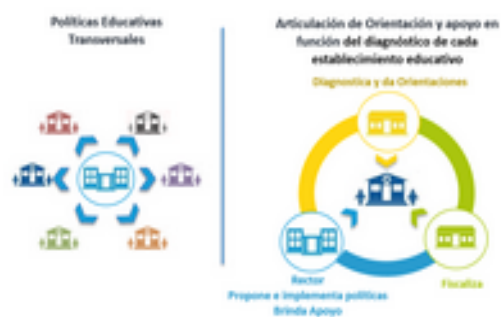 Políticas Educativas
Transversales
Articulación de Orientación y apoyo en
función del diagnóstico de cada
establecimiento educativo
Diagnostica y da Orientaciones
Rector
Propone e implementa políticas
Brinda Apoyo
Fiscaliza